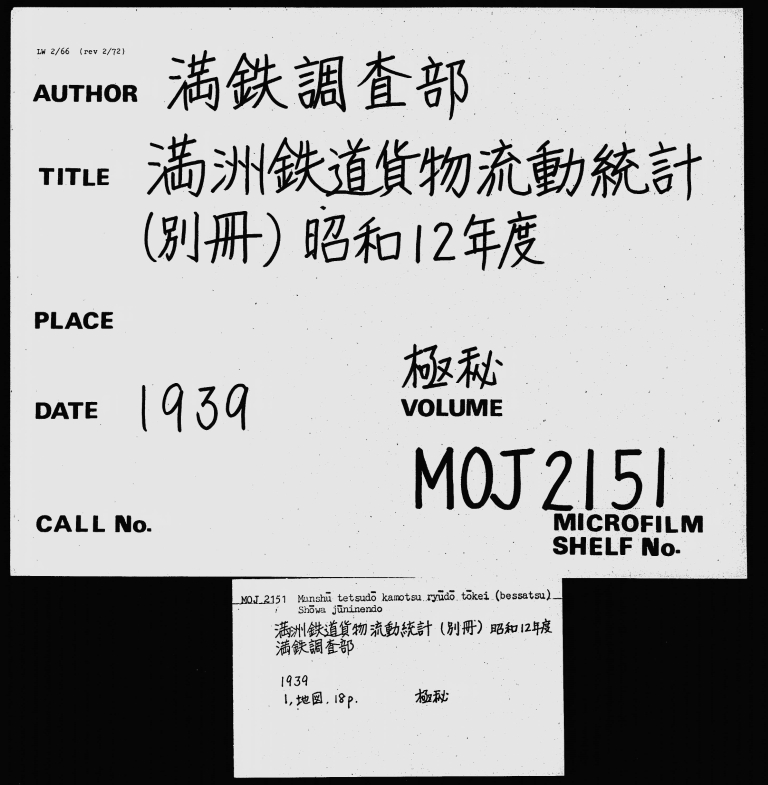 LW 2/66 (rev 2/72)
AUTHOR 満鉄調査部
TITLE 満洲鉄道貨物流動統計
(別冊) 昭和12年度
PLACE
極秘
DATE 1939
VOLUME
MOJ 2151
CALL No.
MICROFILM
SHELF No.
MOJ 2151 Manshū tetsudō kamotsu ryūdō tōkei (bessatsu)
Shōwa jūninendo
満洲鉄道貨物流動統計 (別冊) 昭和12年度
満鉄調査部
1939
1, 地図. 18p. 極秘